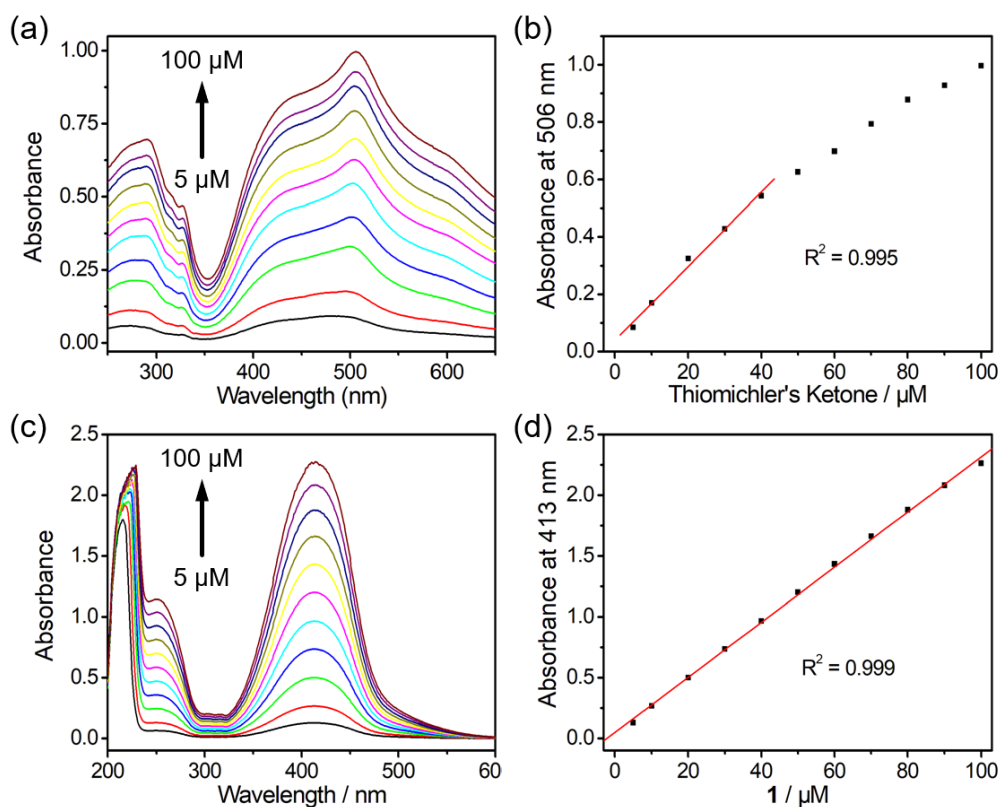 (a)
100 µM
5 µM
1.00
0.75
0.50
0.25
0.00
Absorbance
300
400
500
600
Wavelength (nm)
(b)
1.0
0.8
0.6
0.4
0.2
0.0
Absorbance at 506 nm
R² = 0.995
0
20
40
60
80
100
Thiomichler's Ketone / µM
(c)
100 µM
5 µM
2.5
2.0
1.5
1.0
0.5
0.0
Absorbance
200
300
400
500
60
Wavelength / nm
(d)
2.5
2.0
1.5
1.0
0.5
0.0
Absorbance at 413 nm
R² = 0.999
0
20
40
60
80
100
1 / µM